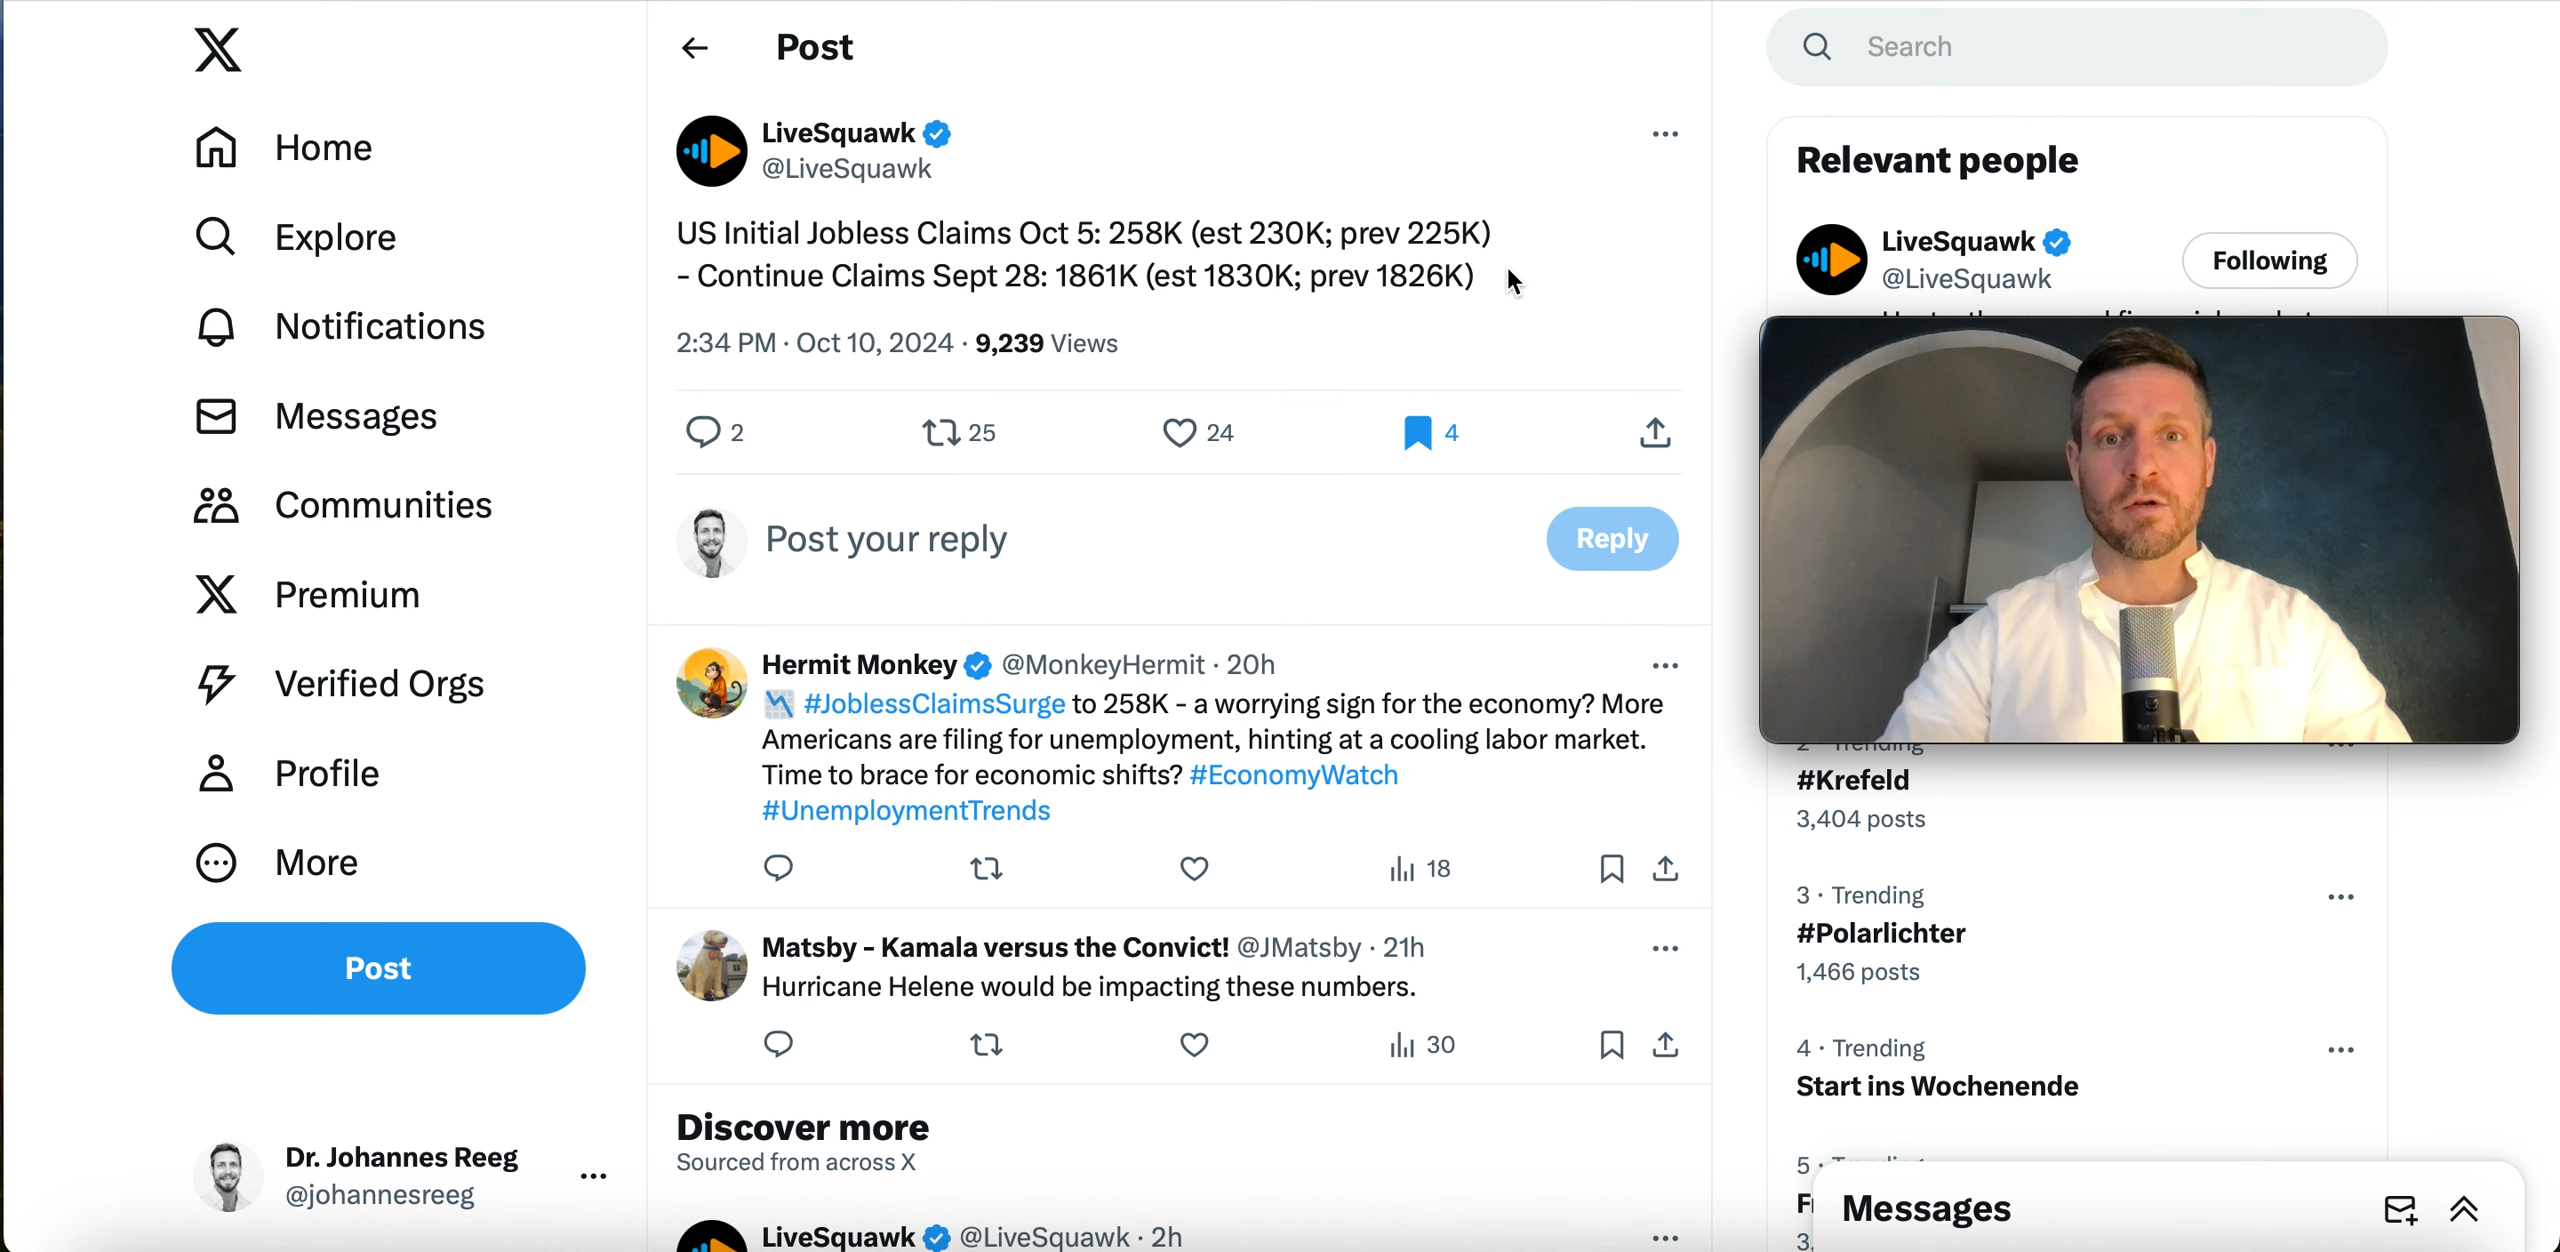 Home
Explore
Notifications
Messages
Communities
Premium
Verified Orgs
Profile
More
Post
Dr. Johannes Reeg
@johannesreeg
Post
LiveSquawk
@LiveSquawk
US Initial Jobless Claims Oct 5: 258K (est 230K; prev 225K)
- Continue Claims Sept 28: 1861K (est 1830K; prev 1826K)
2:34 PM · Oct 10, 2024 · 9,239 Views
2 25 24 4
Post your reply
Reply
Hermit Monkey @MonkeyHermit · 20h
#JoblessClaimsSurge to 258K - a worrying sign for the economy? More
Americans are filing for unemployment, hinting at a cooling labor market.
Time to brace for economic shifts? #EconomyWatch
#UnemploymentTrends
18
Matsby - Kamala versus the Convict! @JMatsby · 21h
Hurricane Helene would be impacting these numbers.
30
Discover more
Sourced from across X
LiveSquawk @LiveSquawk · 2h
Search
Relevant people
LiveSquawk
@LiveSquawk
Following
2 · Trending
#Krefeld
3,404 posts
3 · Trending
#Polarlichter
1,466 posts
4 · Trending
Start ins Wochenende
5 · Trending
Messages